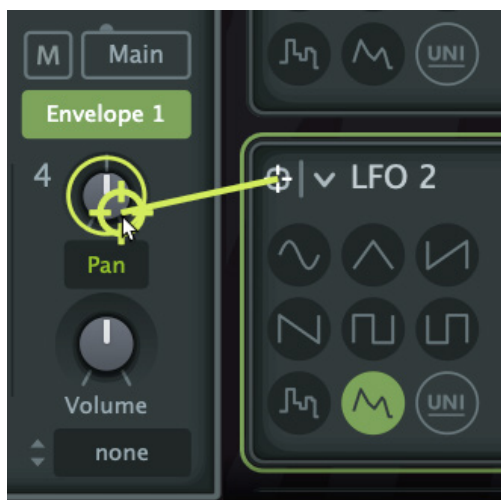 M Main
UNI
Envelope 1
4
LFO 2
Pan
Volume
UNI
none